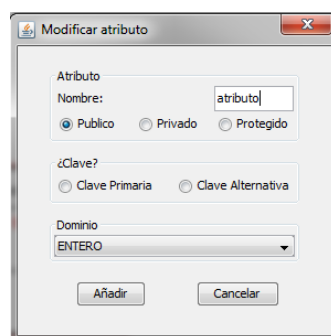 Modificar atributo
Atributo
Nombre: atributo
Publico Privado Protegido
¿Clave?
Clave Primaria Clave Alternativa
Dominio
ENTERO
Añadir Cancelar